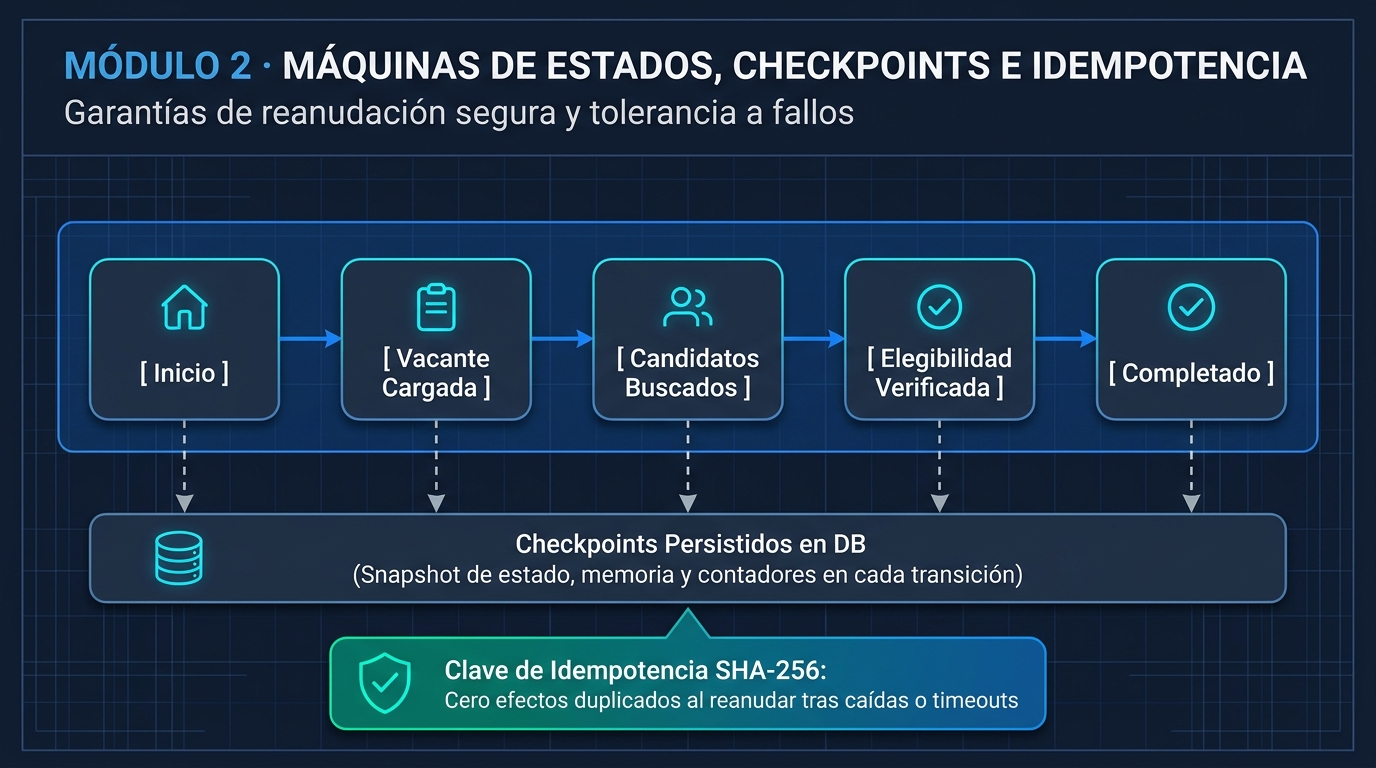 MÓDULO 2 · MÁQUINAS DE ESTADOS, CHECKPOINTS E IDEMPOTENCIA
Garantías de reanudación segura y tolerancia a fallos
[ Inicio ]
[ Vacante
Cargada ]
[ Candidatos
Buscados ]
[ Elegibilidad
Verificada ]
[ Completado ]
Checkpoints Persistidos en DB
(Snapshot de estado, memoria y contadores en cada transición)
Clave de Idempotencia SHA-256:
Cero efectos duplicados al reanudar tras caídas o timeouts